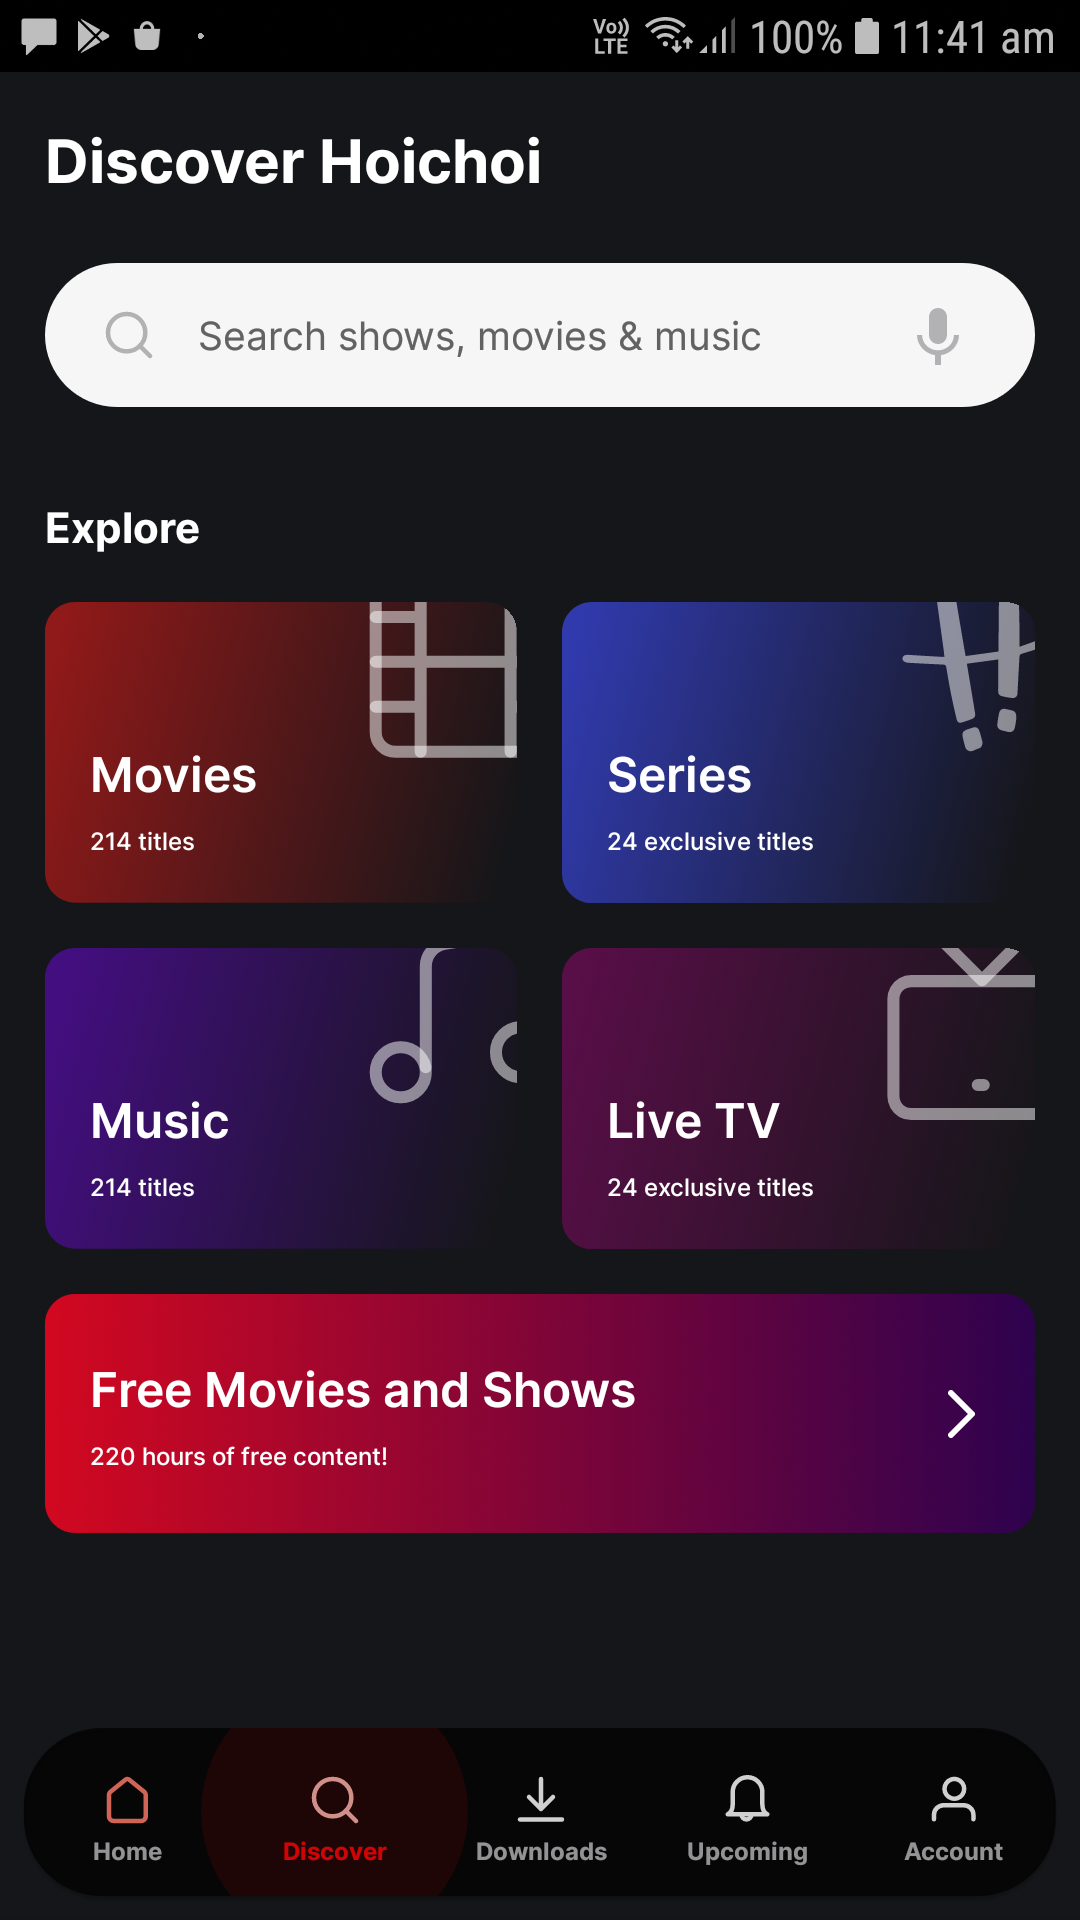 Vo)) LTE 100% 11:41 am
Discover Hoichoi
Search shows, movies & music
Explore
Movies
214 titles
Series
24 exclusive titles
Music
214 titles
Live TV
24 exclusive titles
Free Movies and Shows
220 hours of free content!
Home
Discover
Downloads
Upcoming
Account